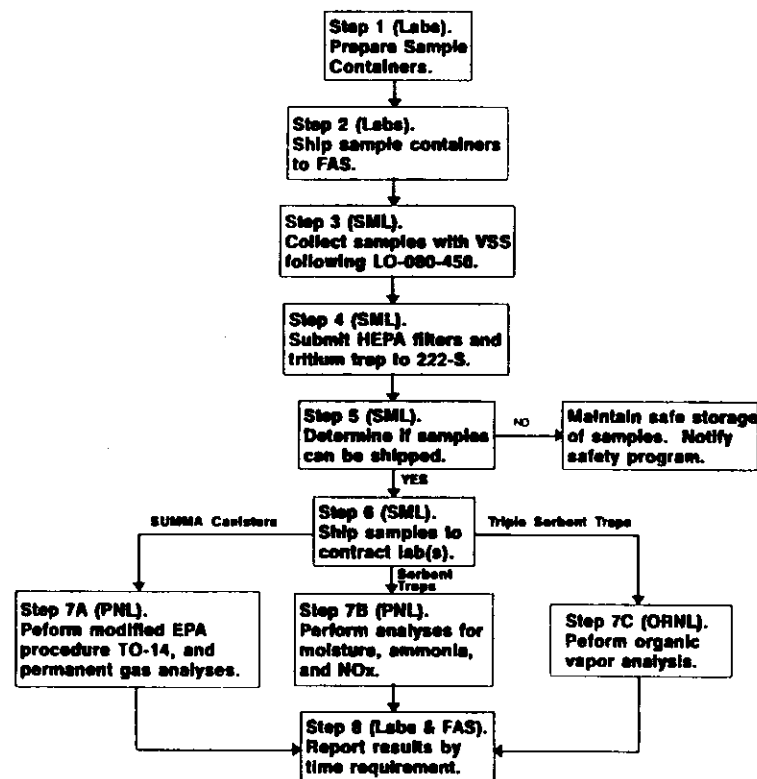 Step 1 (Labs).
Prepare Sample
Containers.
Step 2 (Labs).
Ship sample containers
to FAS.
Step 3 (SML).
Collect samples with VSS
following LO-080-450.
Step 4 (SML).
Submit HEPA filters and
tritium trap to 222-S.
Step 5 (SML).
Determine if samples
can be shipped.
NO
Maintain safe storage
of samples. Notify
safety program.
YES
Step 6 (SML).
Ship samples to
contract lab(s).
SUMMA Canisters
Triple Sorbent Traps
Sorbent
Traps
Step 7A (PNL).
Peform modified EPA
procedure TO-14, and
permanent gas analyses.
Step 7B (PNL).
Perform analyses for
moisture, ammonia,
and NOx.
Step 7C (ORNL).
Peform organic
vapor analysis.
Step 8 (Labs & FAS).
Report results by
time requirement.